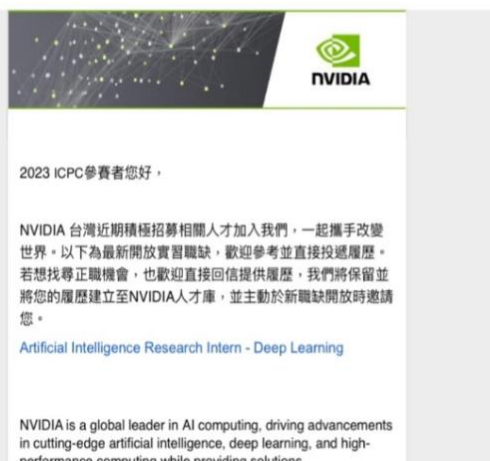 NVIDIA
2023 ICPC參賽者您好，
NVIDIA 台灣近期積極招募相關人才加入我們，一起攜手改變
世界。以下為最新開放實習職缺，歡迎參考並直接投遞履歷。
若想找尋正職機會，也歡迎直接回信提供履歷，我們將保留並
將您的履歷建立至NVIDIA人才庫，並主動於新職缺開放時邀請
您。
Artificial Intelligence Research Intern - Deep Learning
NVIDIA is a global leader in AI computing, driving advancements
in cutting-edge artificial intelligence, deep learning, and high-
performance computing while providing solutions